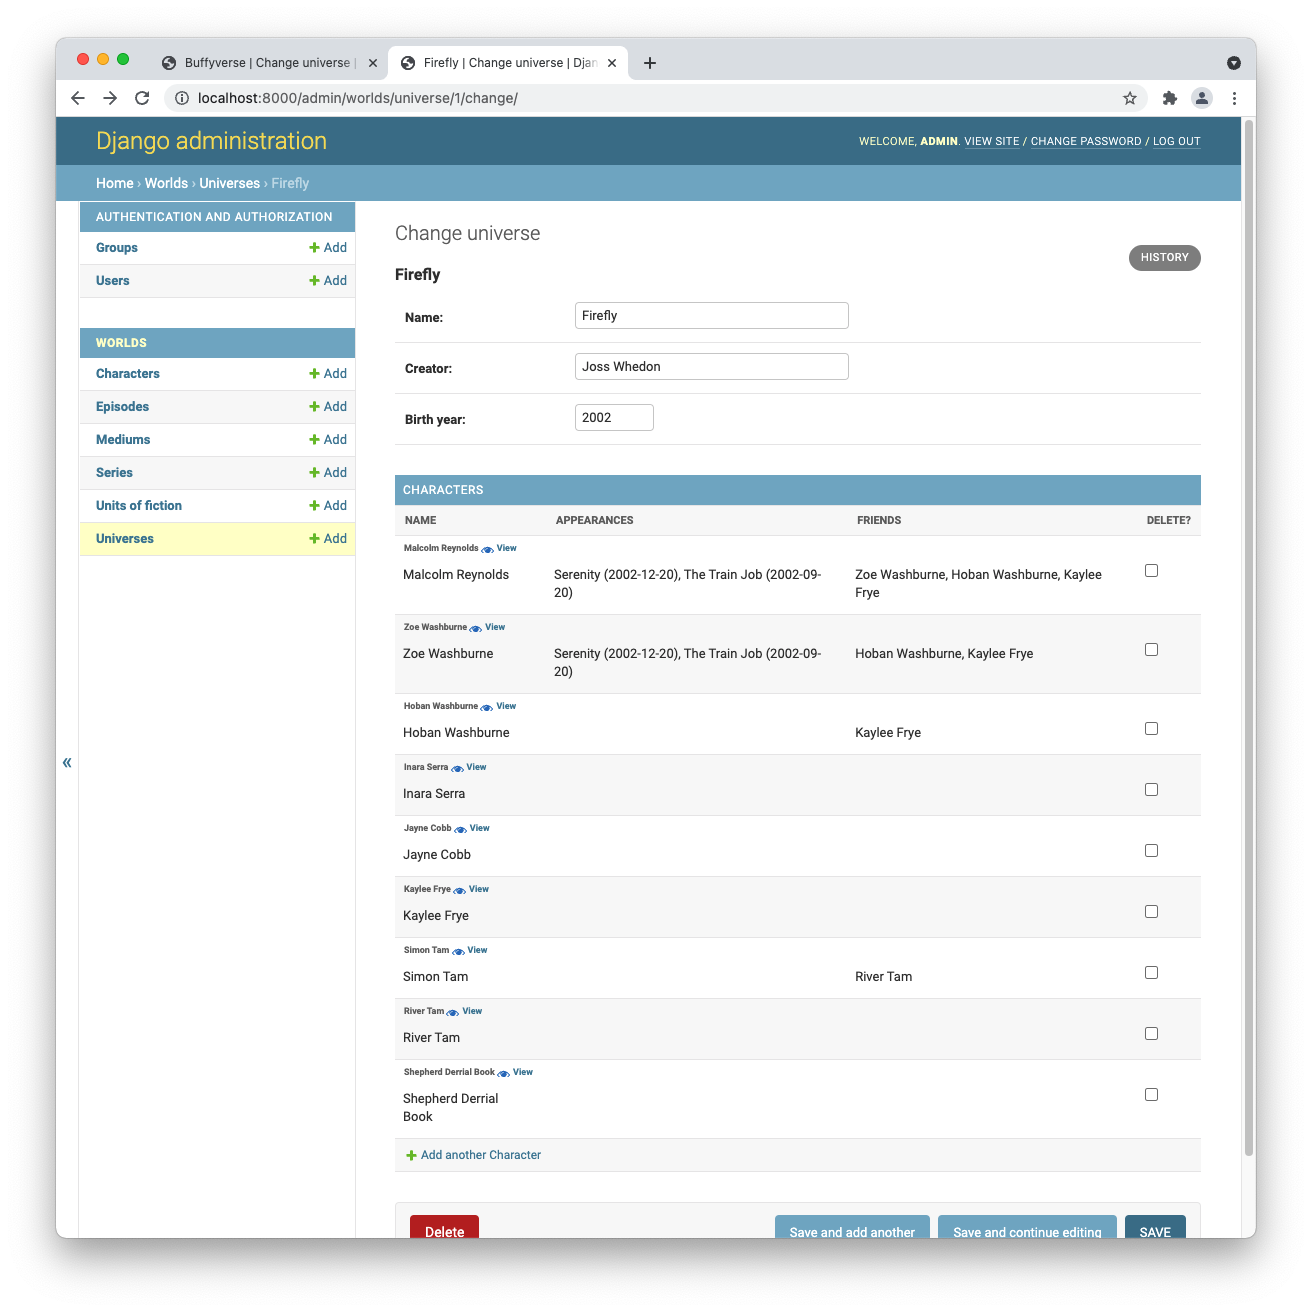 Buffyverse | Change universe |
Firefly | Change universe | Djan
localhost:8000/admin/worlds/universe/1/change/
Django administration
WELCOME, ADMIN. VIEW SITE / CHANGE PASSWORD / LOG OUT
Home › Worlds › Universes › Firefly
AUTHENTICATION AND AUTHORIZATION
Groups Add
Users Add
WORLDS
Characters Add
Episodes Add
Mediums Add
Series Add
Units of fiction Add
Universes Add
«
Change universe
HISTORY
Firefly
Name: Firefly
Creator: Joss Whedon
Birth year: 2002
CHARACTERS
NAME APPEARANCES FRIENDS DELETE?
Malcolm Reynolds View
Malcolm Reynolds Serenity (2002-12-20), The Train Job (2002-09- Zoe Washburne, Hoban Washburne, Kaylee
20) Frye
Zoe Washburne View
Zoe Washburne Serenity (2002-12-20), The Train Job (2002-09- Hoban Washburne, Kaylee Frye
20)
Hoban Washburne View
Hoban Washburne Kaylee Frye
Inara Serra View
Inara Serra
Jayne Cobb View
Jayne Cobb
Kaylee Frye View
Kaylee Frye
Simon Tam View
Simon Tam River Tam
River Tam View
River Tam
Shepherd Derrial Book View
Shepherd Derrial
Book
Add another Character
Delete Save and add another Save and continue editing SAVE